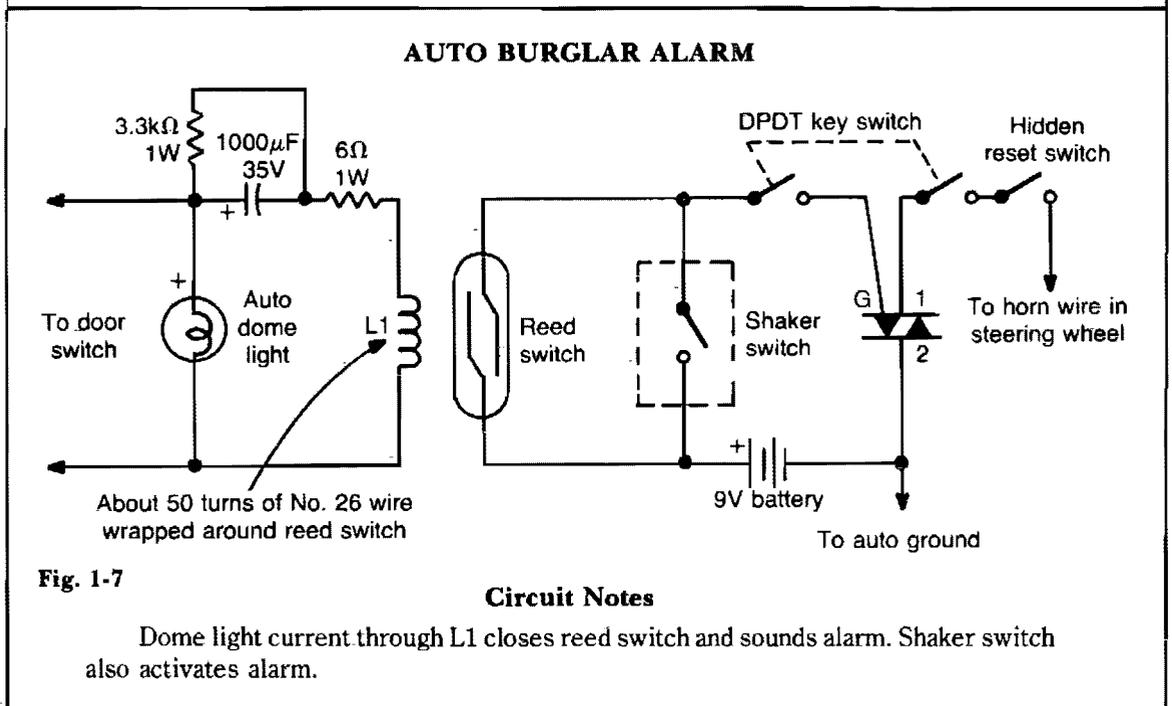 AUTO BURGLAR ALARM
3.3kΩ
1W
1000μF
35V
6Ω
1W
DPDT key switch
Hidden
reset switch
+
+
To door
switch
Auto
dome
light
L1
Reed
switch
Shaker
switch
G
1
2
To horn wire in
steering wheel
+
9V battery
About 50 turns of No. 26 wire
wrapped around reed switch
To auto ground
Fig. 1-7
Circuit Notes
Dome light current through L1 closes reed switch and sounds alarm. Shaker switch
also activates alarm.